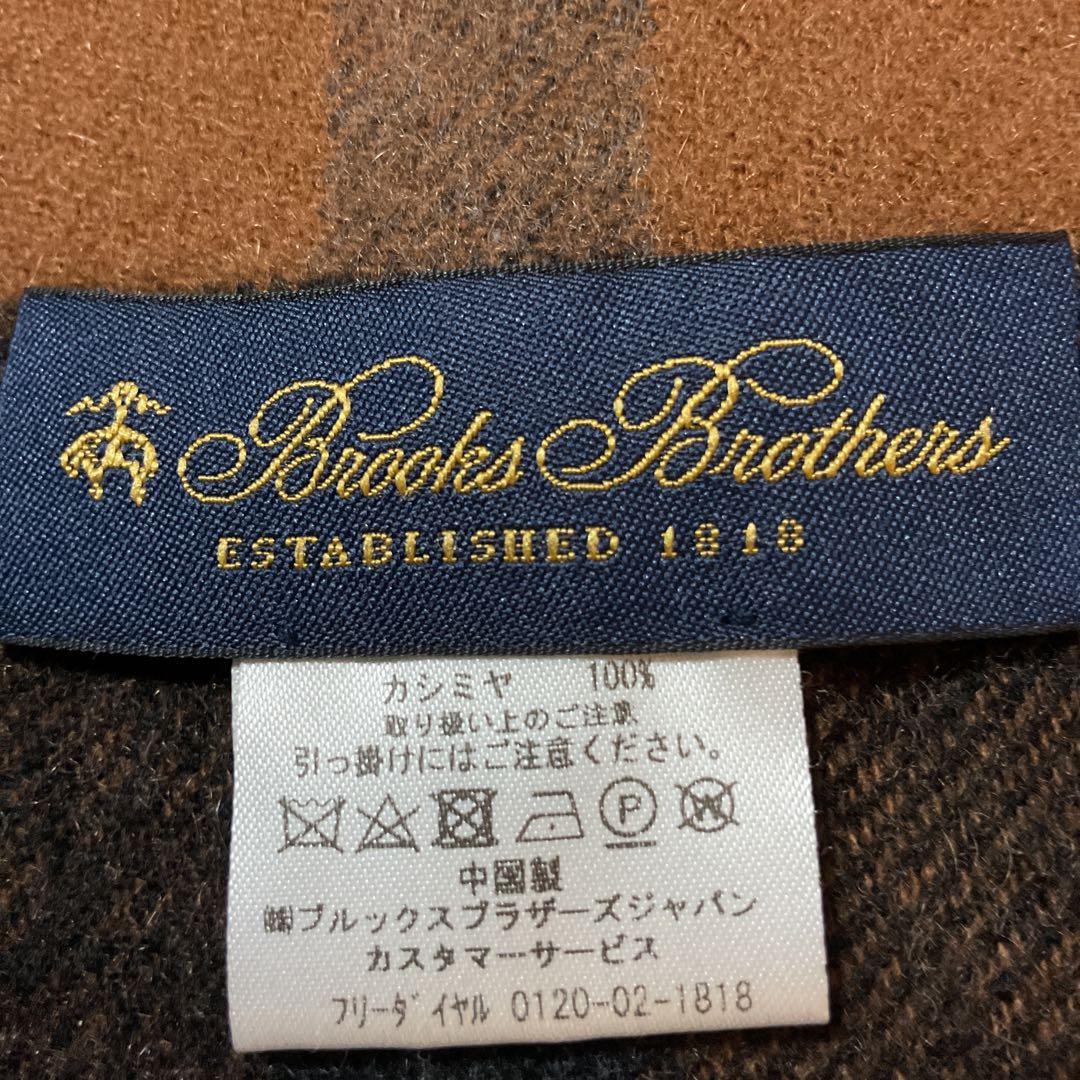 Brooks Brothers
ESTABLISHED 1818
カシミヤ 100%
取り扱い上のご注意
引っ掛けにはご注意ください。
P W
中国製
㈱ブルックスブラザーズジャパン
カスタマーサービス
フリーダイヤル 0120-02-1818